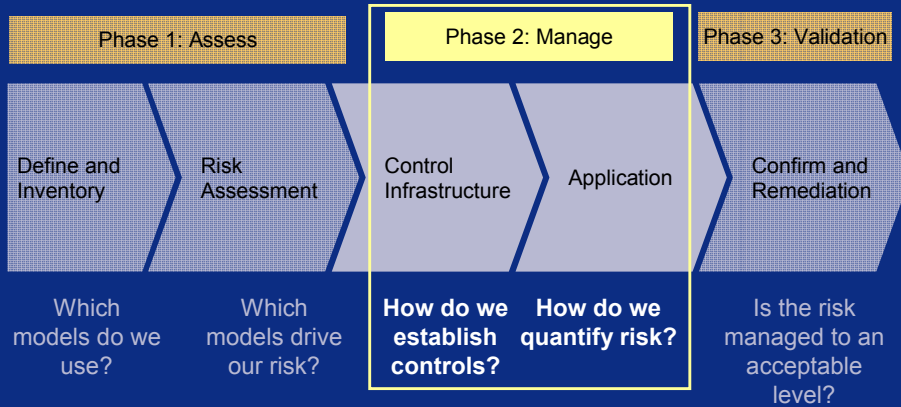 Phase 1: Assess
Phase 2: Manage
Phase 3: Validation
Define and
Inventory
Risk
Assessment
Control
Infrastructure
Application
Confirm and
Remediation
Which
models do we
use?
Which
models drive
our risk?
How do we
establish
controls?
How do we
quantify risk?
Is the risk
managed to an
acceptable
level?